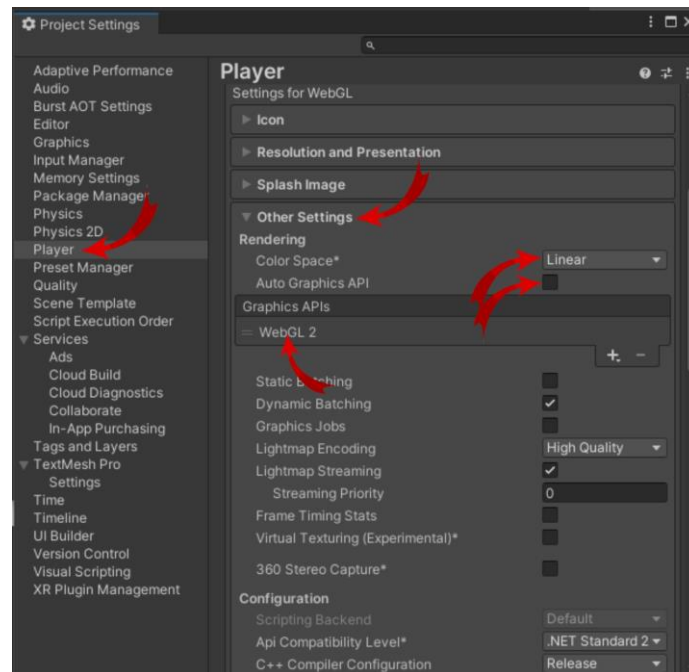 Project Settings
Adaptive Performance
Audio
Burst AOT Settings
Editor
Graphics
Input Manager
Memory Settings
Package Manager
Physics
Physics 2D
Player
Preset Manager
Quality
Scene Template
Script Execution Order
Services
Ads
Cloud Build
Cloud Diagnostics
Collaborate
In-App Purchasing
Tags and Layers
TextMesh Pro
Settings
Time
Timeline
UI Builder
Version Control
Visual Scripting
XR Plugin Management
Player
Settings for WebGL
Icon
Resolution and Presentation
Splash Image
Other Settings
Rendering
Color Space* Linear
Auto Graphics API
Graphics APIs
WebGL 2
Static Batching
Dynamic Batching
Graphics Jobs
Lightmap Encoding High Quality
Lightmap Streaming
Streaming Priority 0
Frame Timing Stats
Virtual Texturing (Experimental)*
360 Stereo Capture*
Configuration
Scripting Backend Default
Api Compatibility Level* .NET Standard 2
C++ Compiler Configuration Release